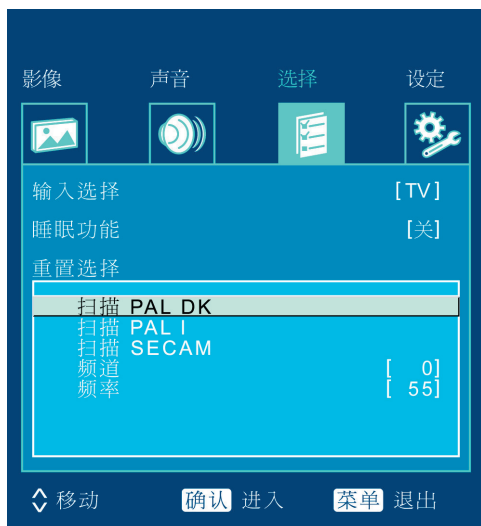 影像 声音 选择 设定
输入选择 [TV]
睡眠功能 [关]
重置选择
扫描 PAL DK
扫描 PAL I
扫描 SECAM
频道 [ 0]
频率 [ 55]
移动 确认 进入 菜单 退出